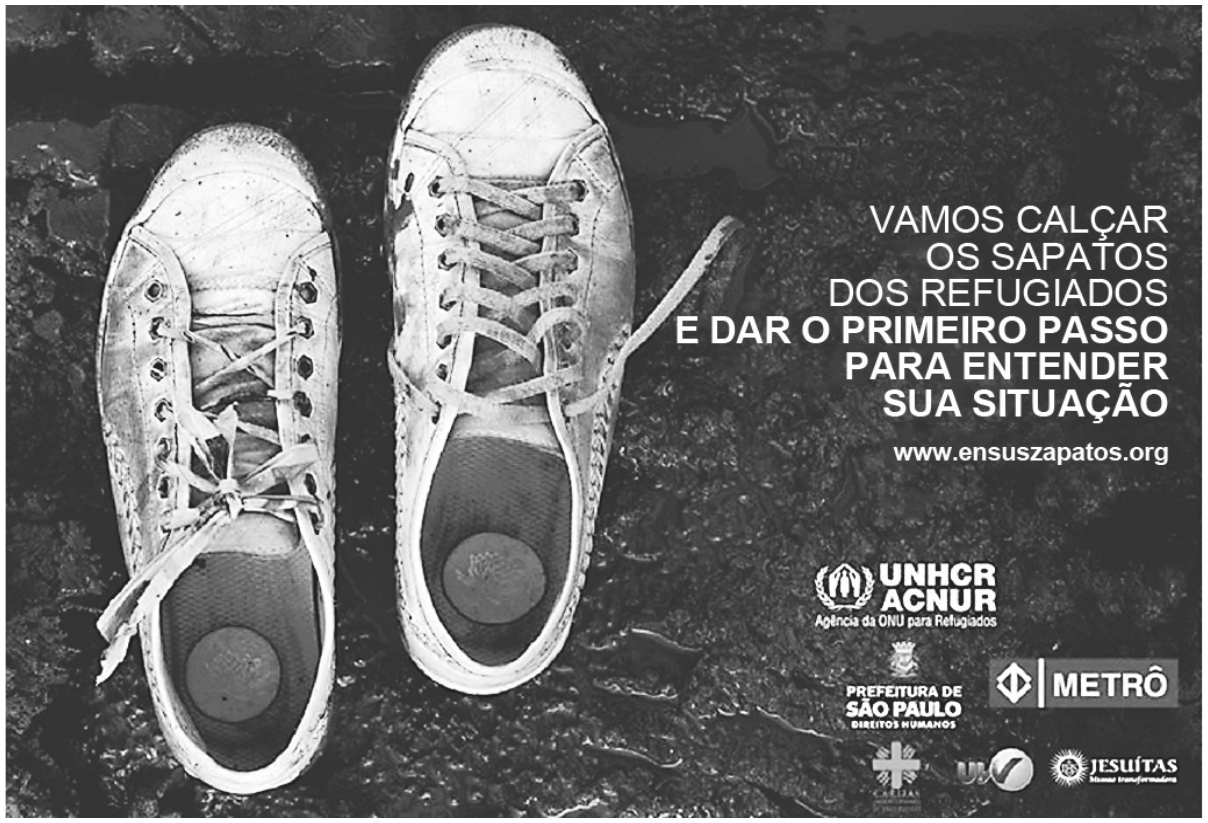 VAMOS CALÇAR
OS SAPATOS
DOS REFUGIADOS
E DAR O PRIMEIRO PASSO
PARA ENTENDER
SUA SITUAÇÃO
www.ensuszapatos.org
UNHCR
ACNUR
Agência da ONU para Refugiados
PREFEITURA DE
SÃO PAULO
DIREITOS HUMANOS
METRÔ
CARITAS
JESUÍTAS